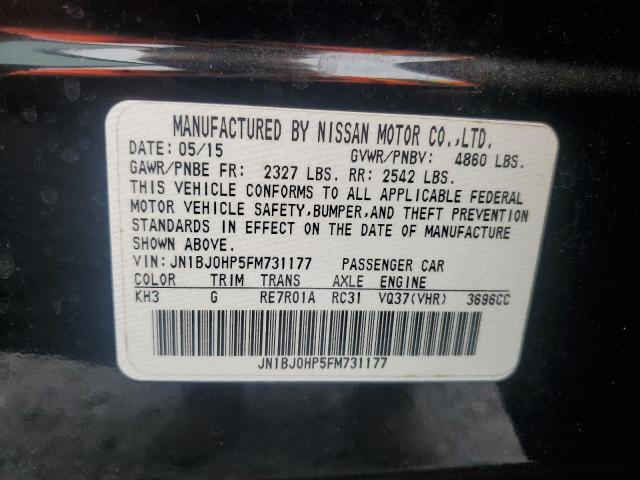 MANUFACTURED BY NISSAN MOTOR CO.,LTD.
DATE: 05/15 GVWR/PNBV: 4860 LBS.
GAWR/PNBE FR: 2327 LBS. RR: 2542 LBS.
THIS VEHICLE CONFORMS TO ALL APPLICABLE FEDERAL
MOTOR VEHICLE SAFETY,BUMPER,AND THEFT PREVENTION
STANDARDS IN EFFECT ON THE DATE OF MANUFACTURE
SHOWN ABOVE.
VIN: JN1BJ0HP5FM731177 PASSENGER CAR
COLOR TRIM TRANS AXLE ENGINE
KH3 G RE7R01A RC31 VQ37(VHR) 3696CC
JN1BJ0HP5FM731177